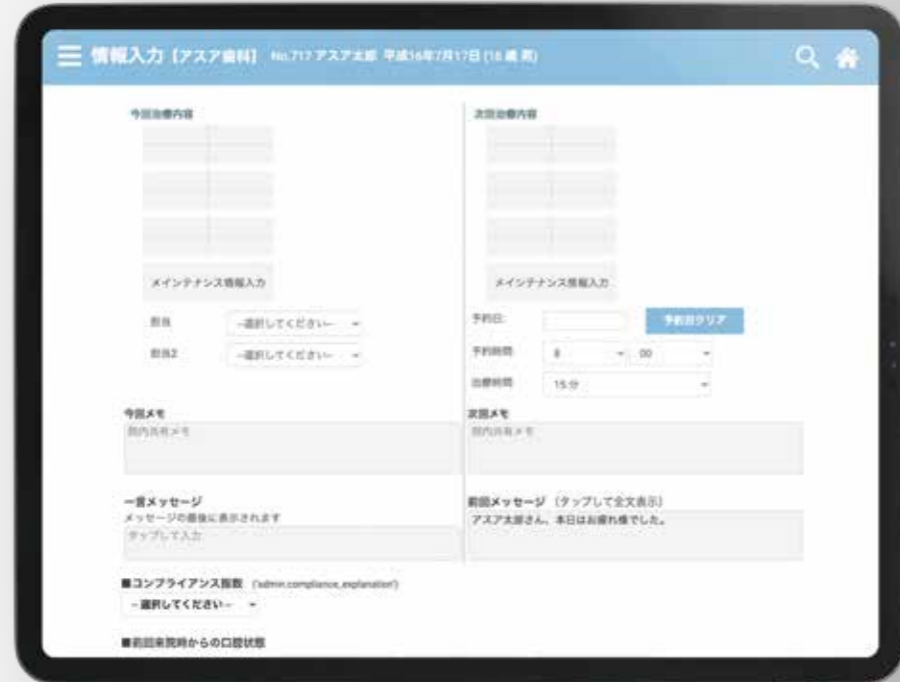 情報入力【アスア歯科】 No.717 アスア太郎 平成16年7月17日 (18歳 男)
今回治療内容
メインテナンス情報入力
担当
--選択してください--
担当2
--選択してください--
次回治療内容
メインテナンス情報入力
予約日:
予約日クリア
予約時間
8
00
治療時間
15分
今回メモ
院内共有メモ
次回メモ
院内共有メモ
一言メッセージ
メッセージの最後に表示されます
タップして入力
前回メッセージ (タップして全文表示)
アスア太郎さん、本日はお疲れ様でした。
■コンプライアンス指数 ('admin.compliance_explanation')
--選択してください--
■前回来院時からの口腔状態